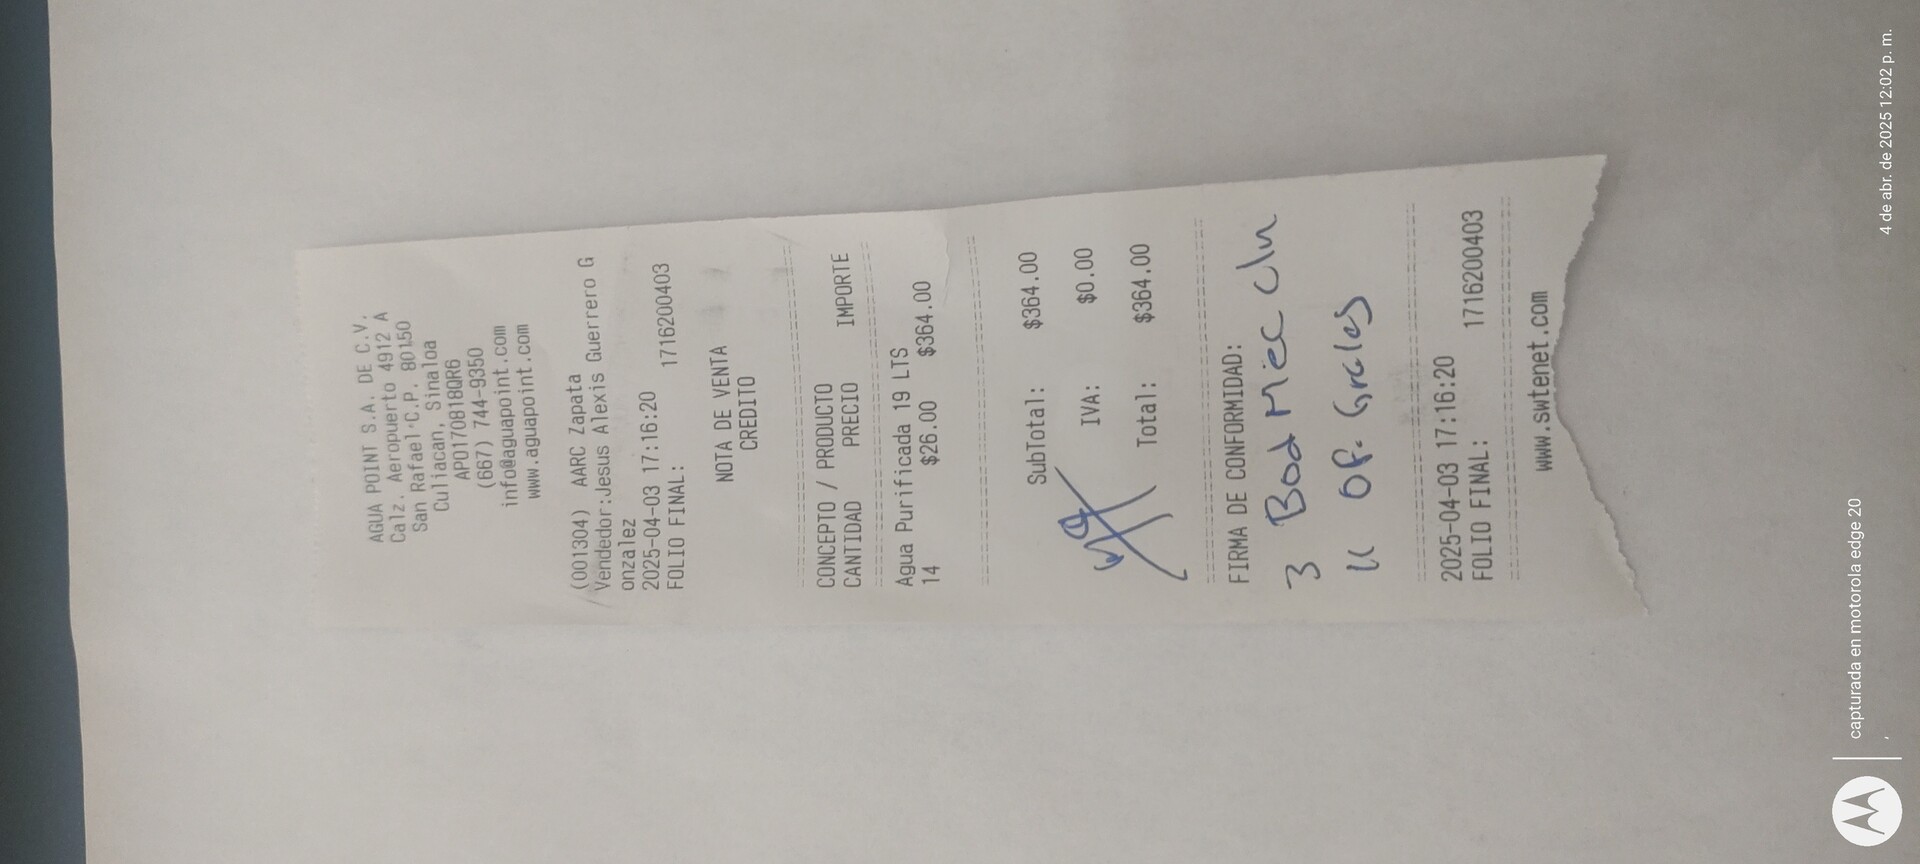 AGUA POINT S.A. DE C.V.
Calz. Aeropuerto 4912 A
San Rafael C.P. 80150
Culiacan, Sinaloa
APO170818QR6
(667) 744-9350
info@aguapoint.com
www.aguapoint.com
(001304) AARC Zapata
Vendedor:Jesus Alexis Guerrero G
onzalez
2025-04-03 17:16:20
FOLIO FINAL: 1716200403
NOTA DE VENTA
CREDITO
CONCEPTO / PRODUCTO
CANTIDAD PRECIO IMPORTE
Agua Purificada 19 LTS
14 $26.00 $364.00
SubTotal: $364.00
IVA: $0.00
Total: $364.00
FIRMA DE CONFORMIDAD:
3 Bod Mec Cln
11 Of. Grales
2025-04-03 17:16:20
FOLIO FINAL: 1716200403
www.swtenet.com
capturada en motorola edge 20
4 de abr. de 2025 12:02 p. m.